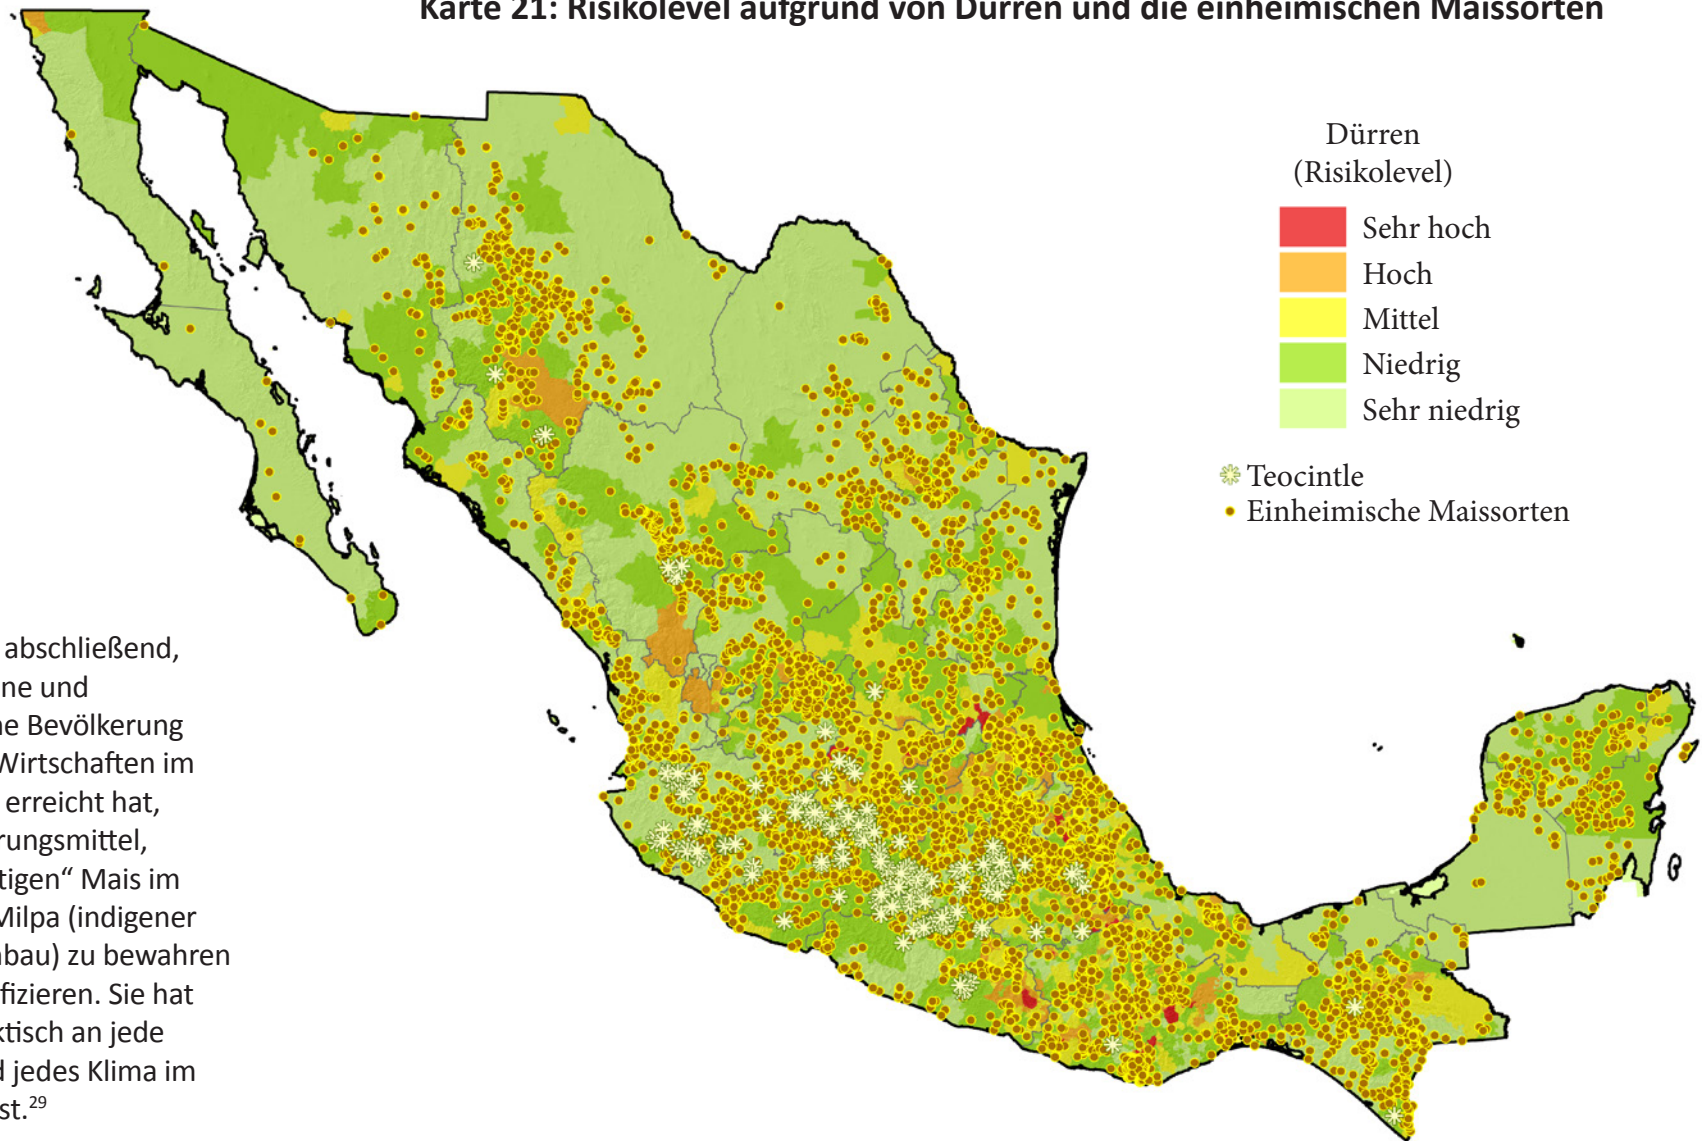 Karte 21: Risikolevel aufgrund von Dürren und die einheimischen Maissorten
Dürren
(Risikolevel)
Sehr hoch
Hoch
Mittel
Niedrig
Sehr niedrig
Teocintle
Einheimische Maissorten
abschließend,
ne und
ne Bevölkerung
Wirtschaften im
erreicht hat,
rungsmittel,
tigen“ Mais im
Milpa (indigener
bau) zu bewahren
fizieren. Sie hat
ktisch an jede
d jedes Klima im
st.29